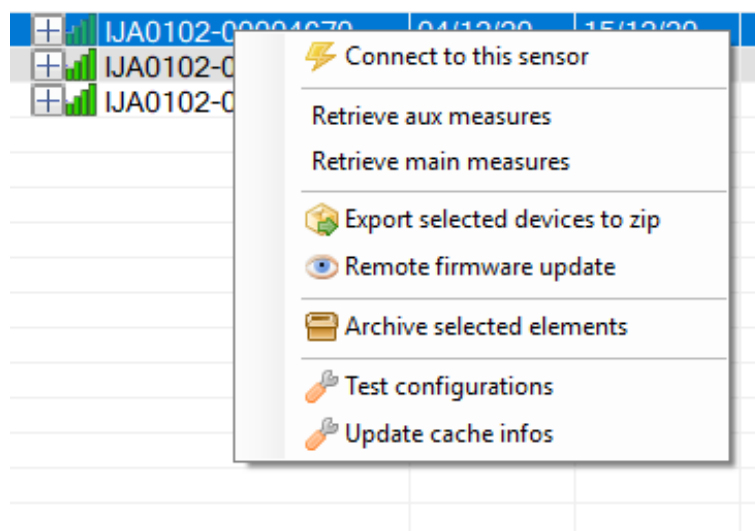 IJA0102-00004670 04/12/20 15/12/20
IJA0102-0
IJA0102-0
Connect to this sensor
Retrieve aux measures
Retrieve main measures
Export selected devices to zip
Remote firmware update
Archive selected elements
Test configurations
Update cache infos